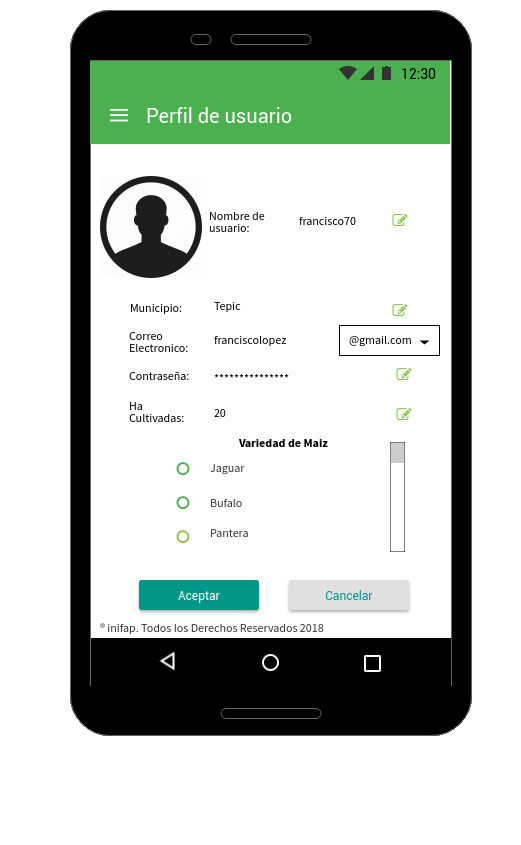 12:30
Perfil de usuario
Nombre de
usuario:
francisco70
Municipio:
Tepic
Correo
Electronico:
franciscolopez
@gmail.com
Contraseña:
***************
Ha
Cultivadas:
20
Variedad de Maiz
Jaguar
Bufalo
Pantera
Aceptar
Cancelar
® inifap. Todos los Derechos Reservados 2018